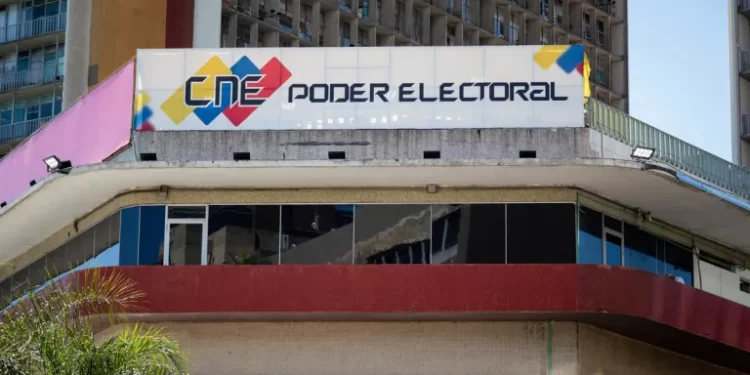 CNE PODER ELECTORAL